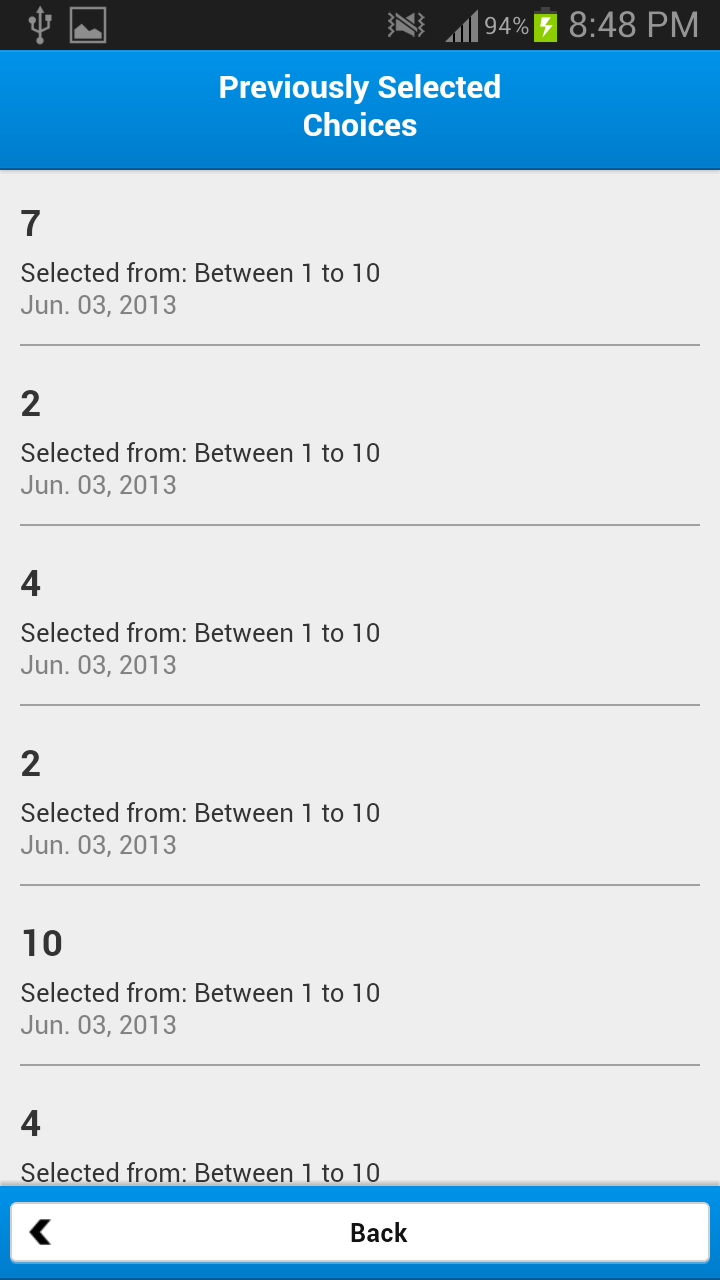 94% 8:48 PM
Previously Selected
Choices
7
Selected from: Between 1 to 10
Jun. 03, 2013
2
Selected from: Between 1 to 10
Jun. 03, 2013
4
Selected from: Between 1 to 10
Jun. 03, 2013
2
Selected from: Between 1 to 10
Jun. 03, 2013
10
Selected from: Between 1 to 10
Jun. 03, 2013
4
Selected from: Between 1 to 10
Back